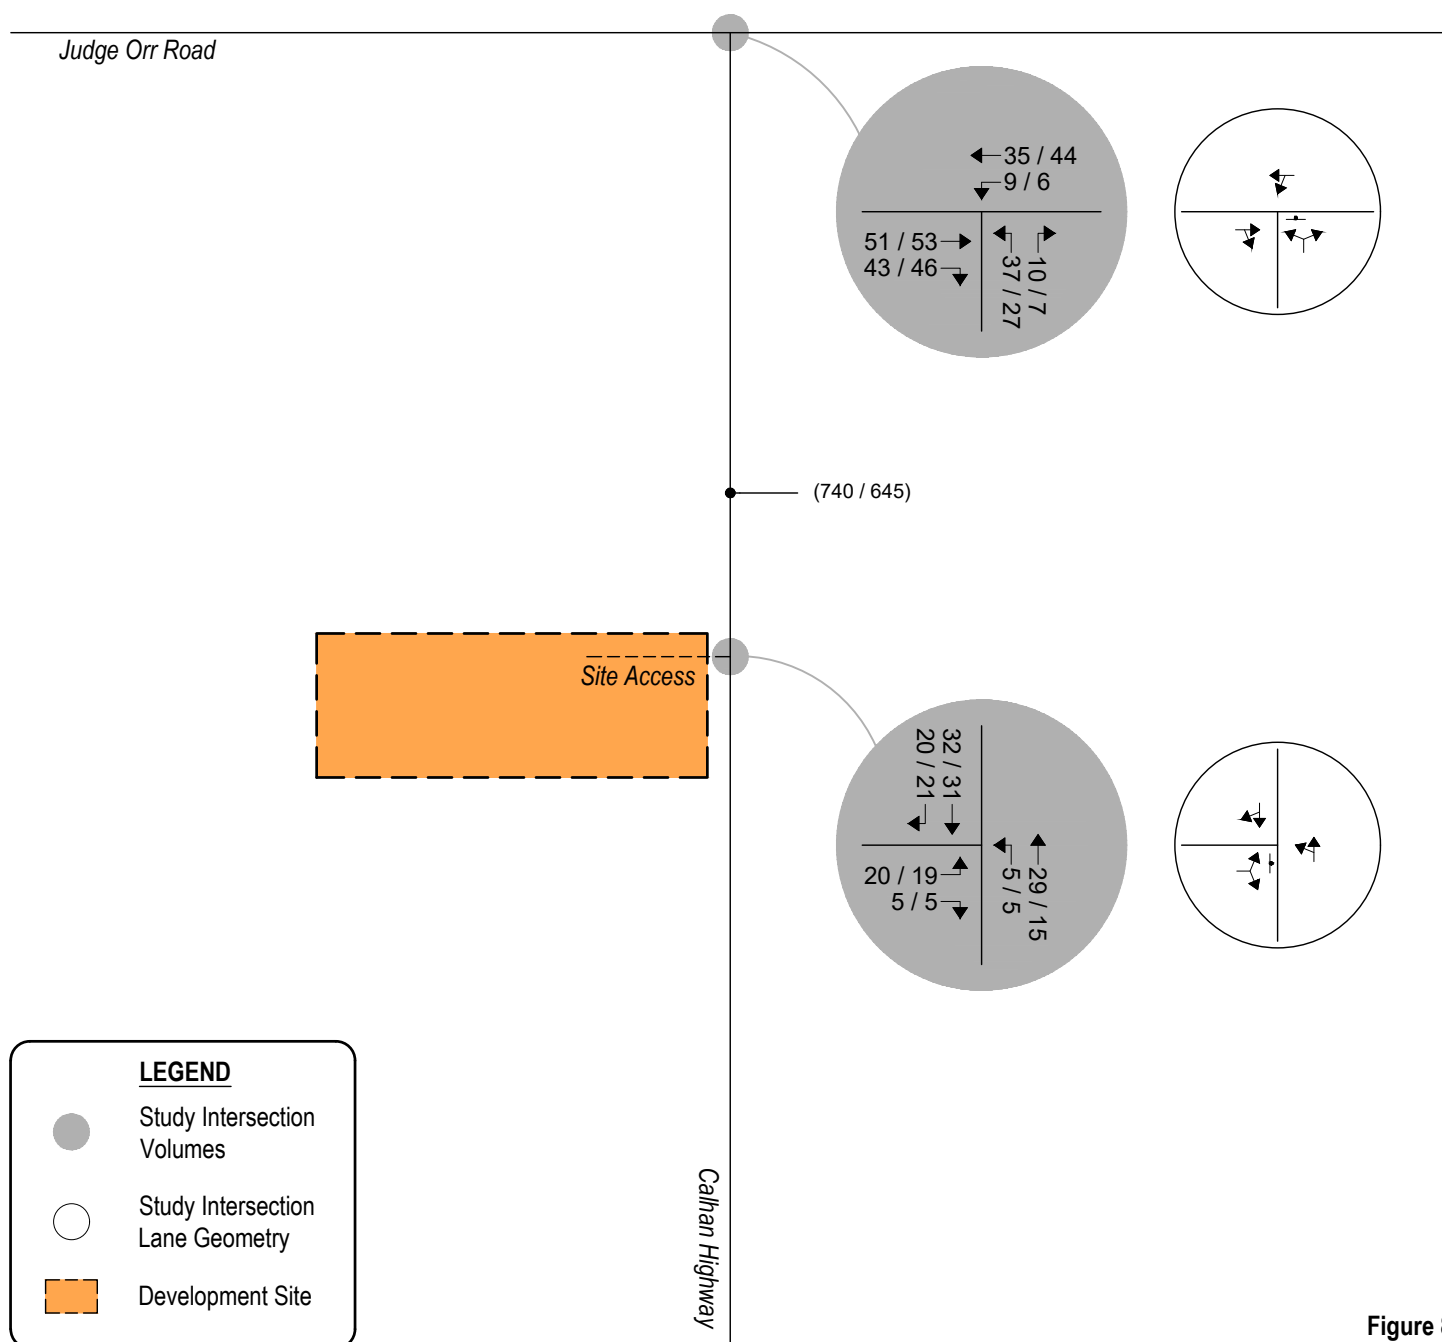 Judge Orr Road
35 / 44
9 / 6
51 / 53
43 / 46
10 / 7
37 / 27
(740 / 645)
Site Access
32 / 31
20 / 21
20 / 19
5 / 5
29 / 15
5 / 5
LEGEND
Study Intersection
Volumes
Study Intersection
Lane Geometry
Development Site
Calhan Highway
Figure